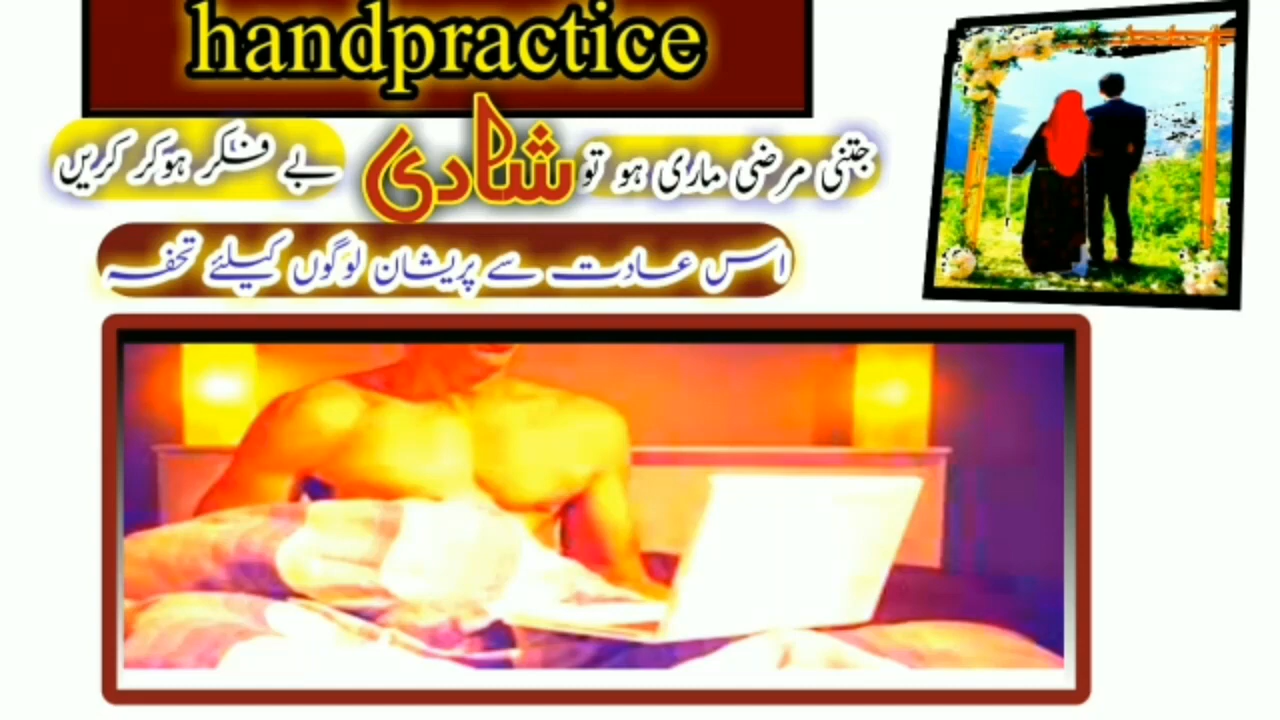 handpractice
جتنی مرضی ماری ہو تو شادی بے فکر ہوکر کریں
اس عادت سے پریشان لوگوں کیلئے تحفہ